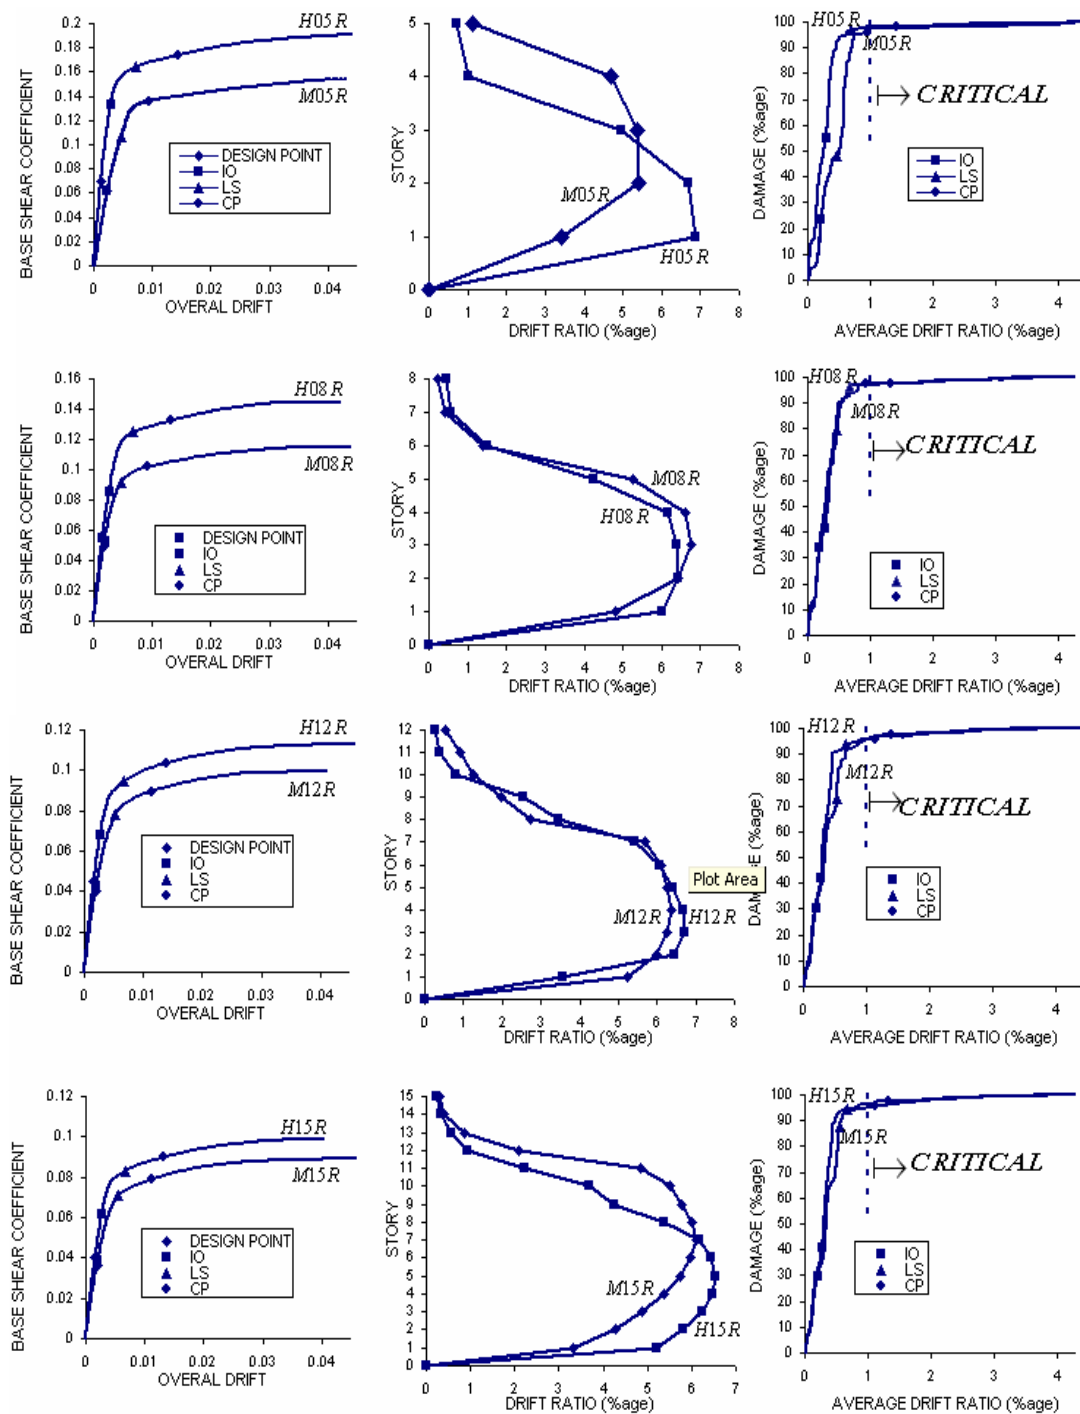 BASE SHEAR COEFFICIENT
0.2
0.18
0.16
0.14
0.12
0.1
0.08
0.06
0.04
0.02
0
H05R
M05R
DESIGN POINT
IO
LS
CP
0 0.01 0.02 0.03 0.04
OVERAL DRIFT
STORY
5
4
3
2
1
0
M05R
H05R
0 1 2 3 4 5 6 7 8
DRIFT RATIO (%age)
DAMAGE (%age)
100
90
80
70
60
50
40
30
20
10
0
H05R
M05R
CRITICAL
IO
LS
CP
0 1 2 3 4
AVERAGE DRIFT RATIO (%age)
BASE SHEAR COEFFICIENT
0.16
0.14
0.12
0.1
0.08
0.06
0.04
0.02
0
H08R
M08R
DESIGN POINT
IO
LS
CP
0 0.01 0.02 0.03 0.04
OVERAL DRIFT
STORY
8
7
6
5
4
3
2
1
0
M08R
H08R
0 1 2 3 4 5 6 7 8
DRIFT RATIO (%age)
DAMAGE (%age)
100
90
80
70
60
50
40
30
20
10
0
H08R
M08R
CRITICAL
IO
LS
CP
0 1 2 3 4
AVERAGE DRIFT RATIO (%age)
BASE SHEAR COEFFICIENT
0.12
0.1
0.08
0.06
0.04
0.02
0
H12R
M12R
DESIGN POINT
IO
LS
CP
0 0.01 0.02 0.03 0.04
OVERAL DRIFT
STORY
12
11
10
9
8
7
6
5
4
3
2
1
0
Plot Area
M12R
H12R
0 1 2 3 4 5 6 7 8
DRIFT RATIO (%age)
DAMAGE (%age)
100
90
80
70
60
50
40
30
20
10
0
H12R
M12R
CRITICAL
IO
LS
CP
0 1 2 3 4
AVERAGE DRIFT RATIO (%age)
BASE SHEAR COEFFICIENT
0.12
0.1
0.08
0.06
0.04
0.02
0
H15R
M15R
DESIGN POINT
IO
LS
CP
0 0.01 0.02 0.03 0.04
OVERAL DRIFT
STORY
15
14
13
12
11
10
9
8
7
6
5
4
3
2
1
0
M15R
H15R
0 1 2 3 4 5 6 7
DRIFT RATIO (%age)
DAMAGE (%age)
100
90
80
70
60
50
40
30
20
10
0
H15R
M15R
CRITICAL
IO
LS
CP
0 1 2 3 4
AVERAGE DRIFT RATIO (%age)